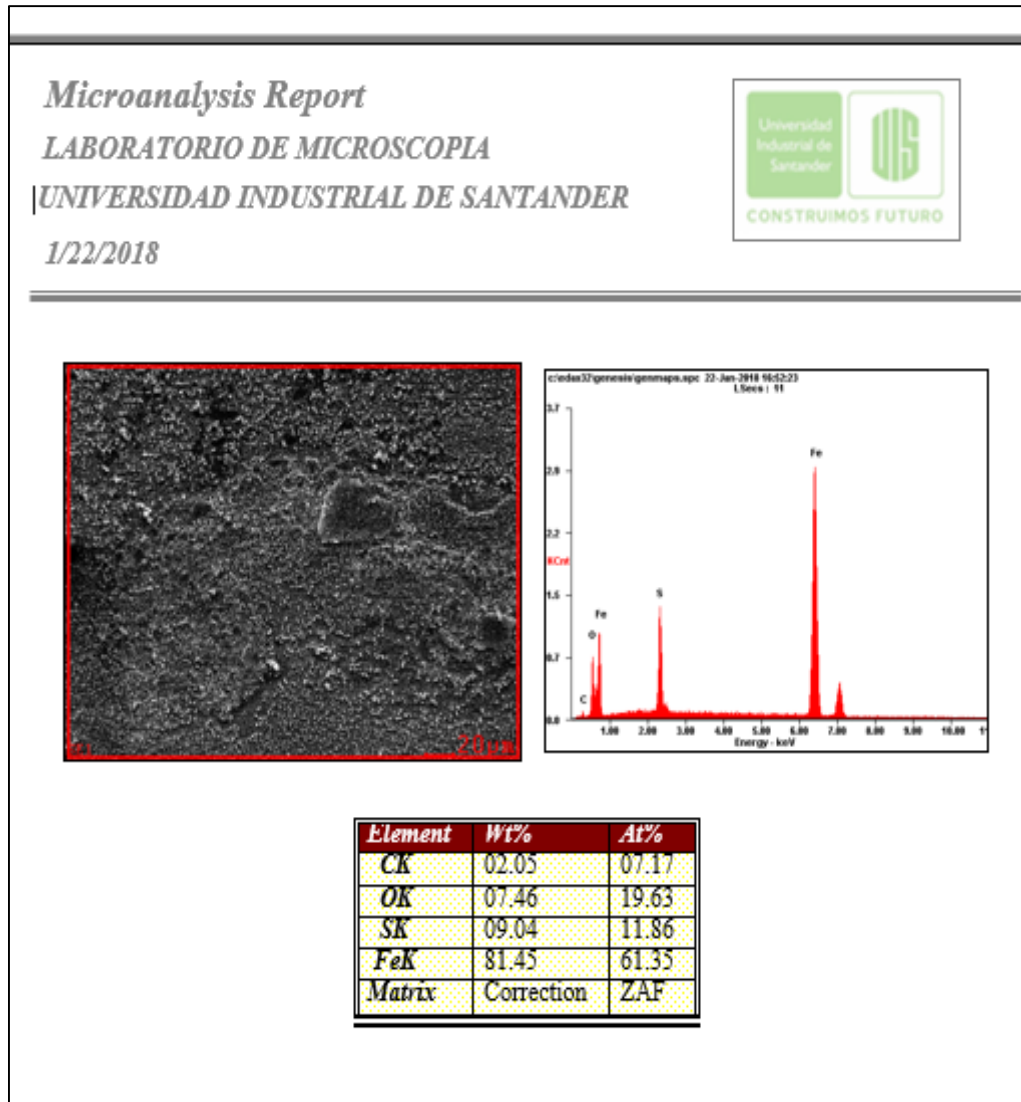 Microanalysis Report
LABORATORIO DE MICROSCOPIA
UNIVERSIDAD INDUSTRIAL DE SANTANDER
1/22/2018
Universidad
Industrial de
Santander
UIS
CONSTRUIMOS FUTURO
20µm
c:\edax32\genesis\genmaps.spc 22-Jan-2018 16:52:23
LSecs : 11
3.7
2.9
2.2
KCnt
1.5
0.7
0.0
C
O
Fe
S
Fe
1.00 2.00 3.00 4.00 5.00 6.00 7.00 8.00 9.00 10.00 1
Energy - keV
Element Wt% At%
CK 02.05 07.17
OK 07.46 19.63
SK 09.04 11.86
FeK 81.45 61.35
Matrix Correction ZAF